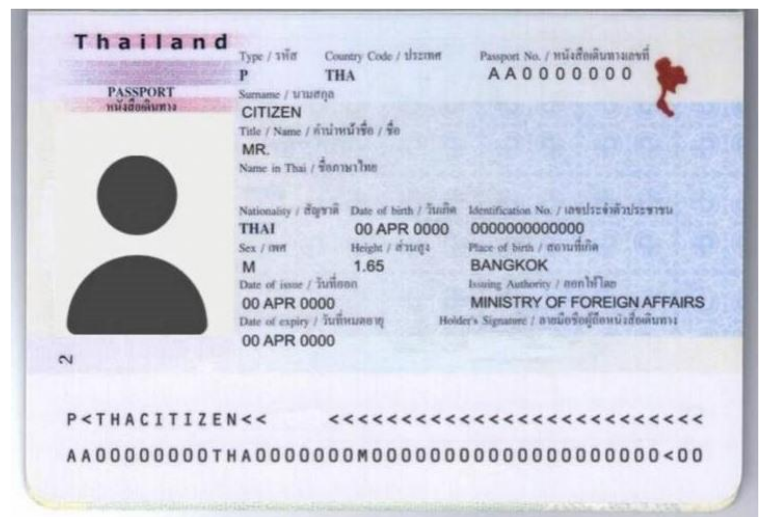 Thailand
Type / รหัส Country Code / ประเทศ Passport No. / หนังสือเดินทางเลขที่
P THA AA0000000
PASSPORT
หนังสือเดินทาง
Surname / นามสกุล
CITIZEN
Title / Name / คำนำหน้าชื่อ / ชื่อ
MR.
Name in Thai / ชื่อภาษาไทย
Nationality / สัญชาติ Date of birth / วันเกิด Identification No. / เลขประจำตัวประชาชน
THAI 00 APR 0000 0000000000000
Sex / เพศ Height / ส่วนสูง Place of birth / สถานที่เกิด
M 1.65 BANGKOK
Date of issue / วันที่ออก Issuing Authority / ออกให้โดย
00 APR 0000 MINISTRY OF FOREIGN AFFAIRS
Date of expiry / วันที่หมดอายุ Holder's Signature / ลายมือชื่อผู้ถือหนังสือเดินทาง
00 APR 0000
2
P<THACITIZEN<< <<<<<<<<<<<<<<<<<<<<<<<<<<
AA00000000THA0000000M00000000000000000000000<00